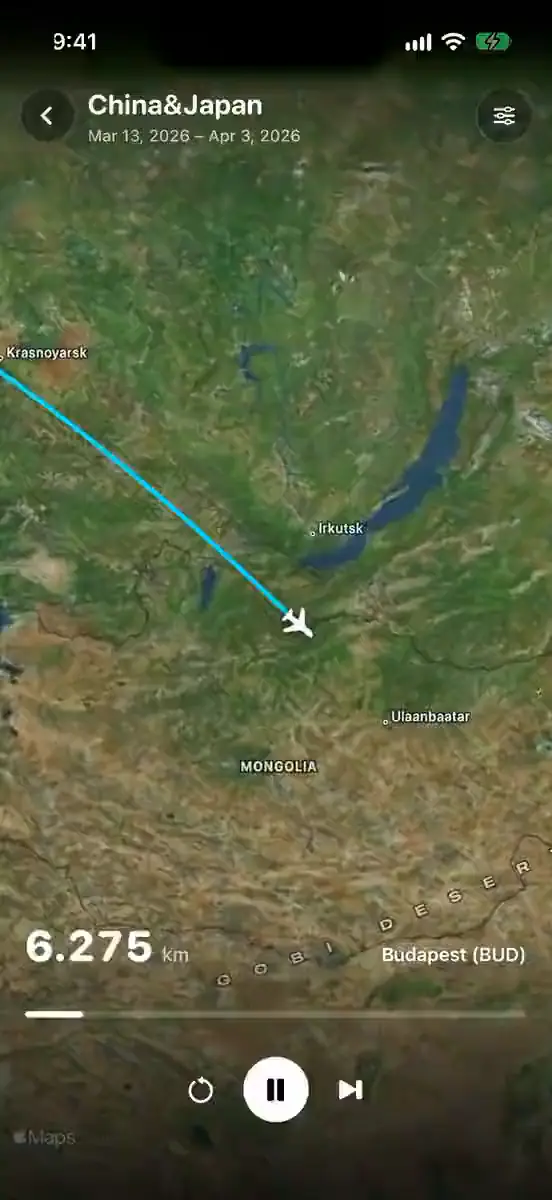 9:41
China&Japan
Mar 13, 2026 – Apr 3, 2026
Krasnoyarsk
Irkutsk
Ulaanbaatar
MONGOLIA
GOBI DESER
6.275 km
Budapest (BUD)
Maps